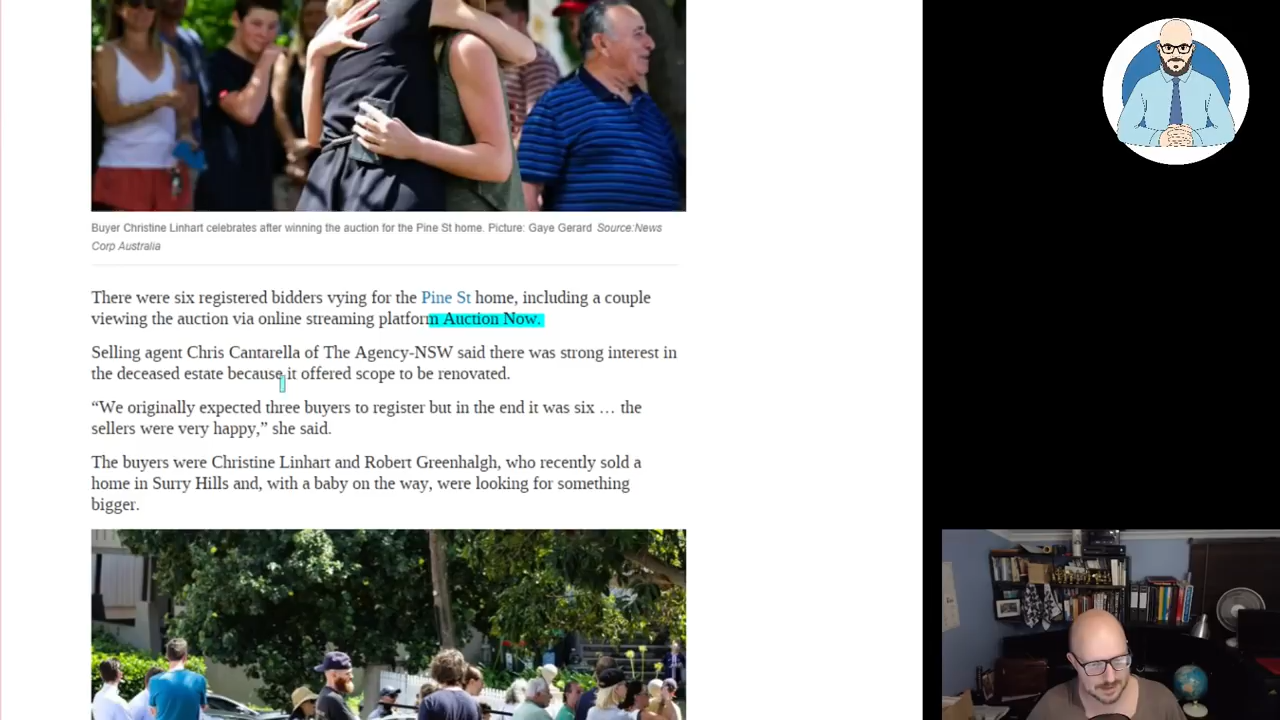 Buyer Christine Linhart celebrates after winning the auction for the Pine St home. Picture: Gaye Gerard Source:News
Corp Australia
There were six registered bidders vying for the Pine St home, including a couple
viewing the auction via online streaming platform Auction Now.
Selling agent Chris Cantarella of The Agency-NSW said there was strong interest in
the deceased estate because it offered scope to be renovated.
“We originally expected three buyers to register but in the end it was six … the
sellers were very happy,” she said.
The buyers were Christine Linhart and Robert Greenhalgh, who recently sold a
home in Surry Hills and, with a baby on the way, were looking for something
bigger.